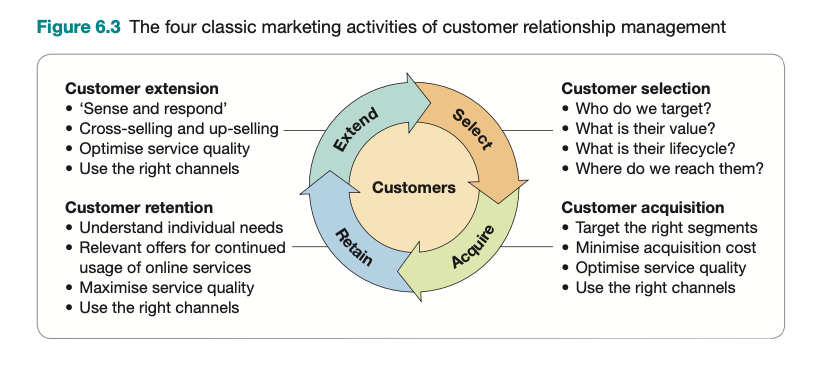 Figure 6.3 The four classic marketing activities of customer relationship management
Customer extension
• ‘Sense and respond’
• Cross-selling and up-selling
• Optimise service quality
• Use the right channels
Customer retention
• Understand individual needs
• Relevant offers for continued
usage of online services
• Maximise service quality
• Use the right channels
Extend
Select
Customers
Retain
Acquire
Customer selection
• Who do we target?
• What is their value?
• What is their lifecycle?
• Where do we reach them?
Customer acquisition
• Target the right segments
• Minimise acquisition cost
• Optimise service quality
• Use the right channels